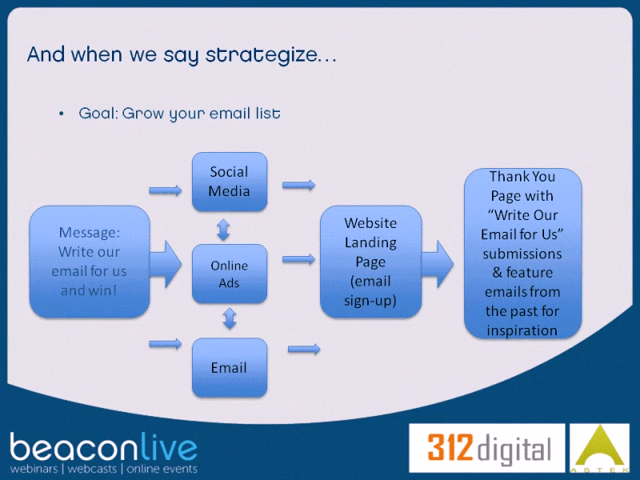 And when we say strategize...
• Goal: Grow your email list
Message:
Write our
email for us
and win!
Social
Media
Online
Ads
Email
Website
Landing
Page
(email
sign-up)
Thank You
Page with
“Write Our
Email for Us”
submissions
& feature
emails from
the past for
inspiration
beaconlive
webinars | webcasts | online events
312 digital